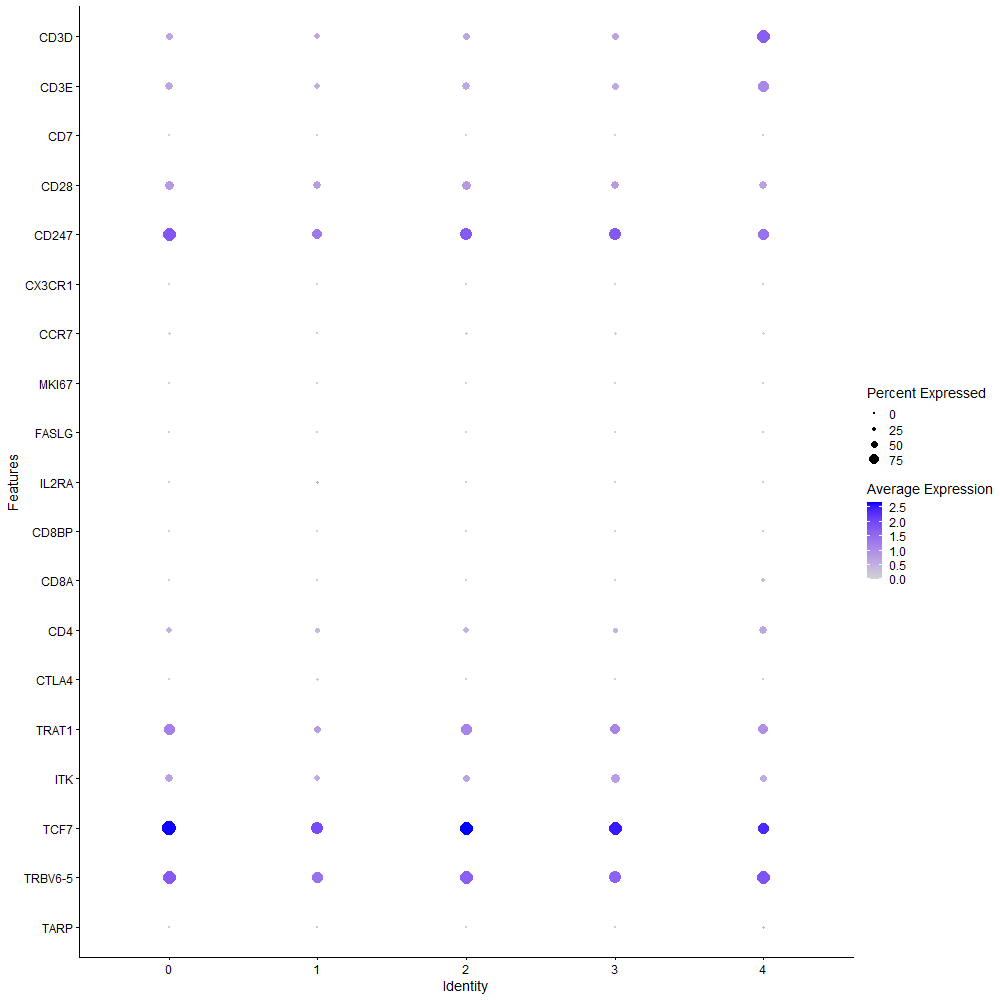 CD3D
CD3E
CD7
CD28
CD247
CX3CR1
CCR7
MKI67
FASLG
IL2RA
CD8BP
CD8A
CD4
CTLA4
TRAT1
ITK
TCF7
TRBV6-5
TARP
Features
0 1 2 3 4
Identity
Percent Expressed
0
25
50
75
Average Expression
2.5
2.0
1.5
1.0
0.5
0.0